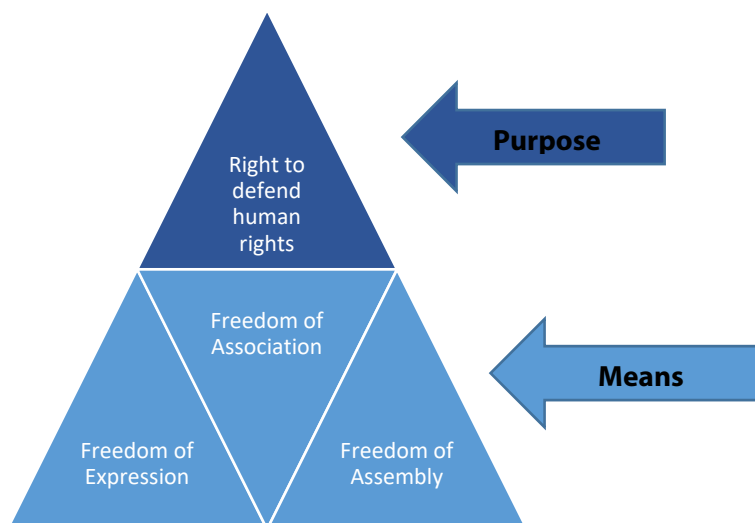 Purpose
Right to
defend
human
rights
Freedom of
Association
Means
Freedom of
Expression
Freedom of
Assembly